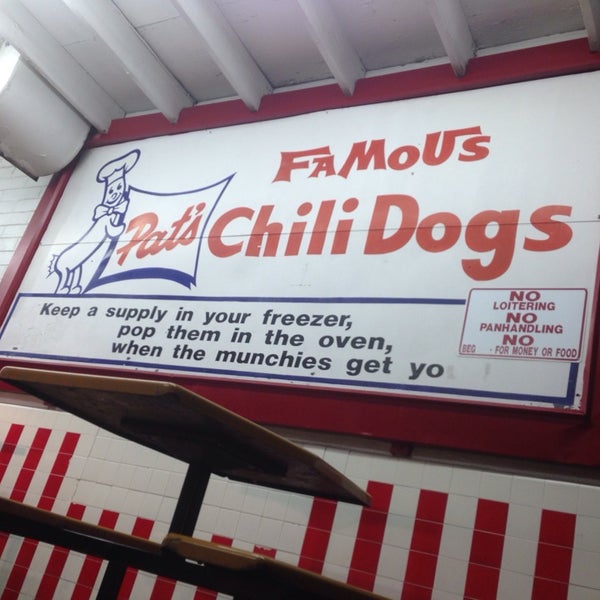 FAMOUS
Pat's Chili Dogs
Keep a supply in your freezer,
pop them in the oven,
when the munchies get yo
NO
LOITERING
NO
PANHANDLING
NO
BEG - FOR MONEY OR FOOD